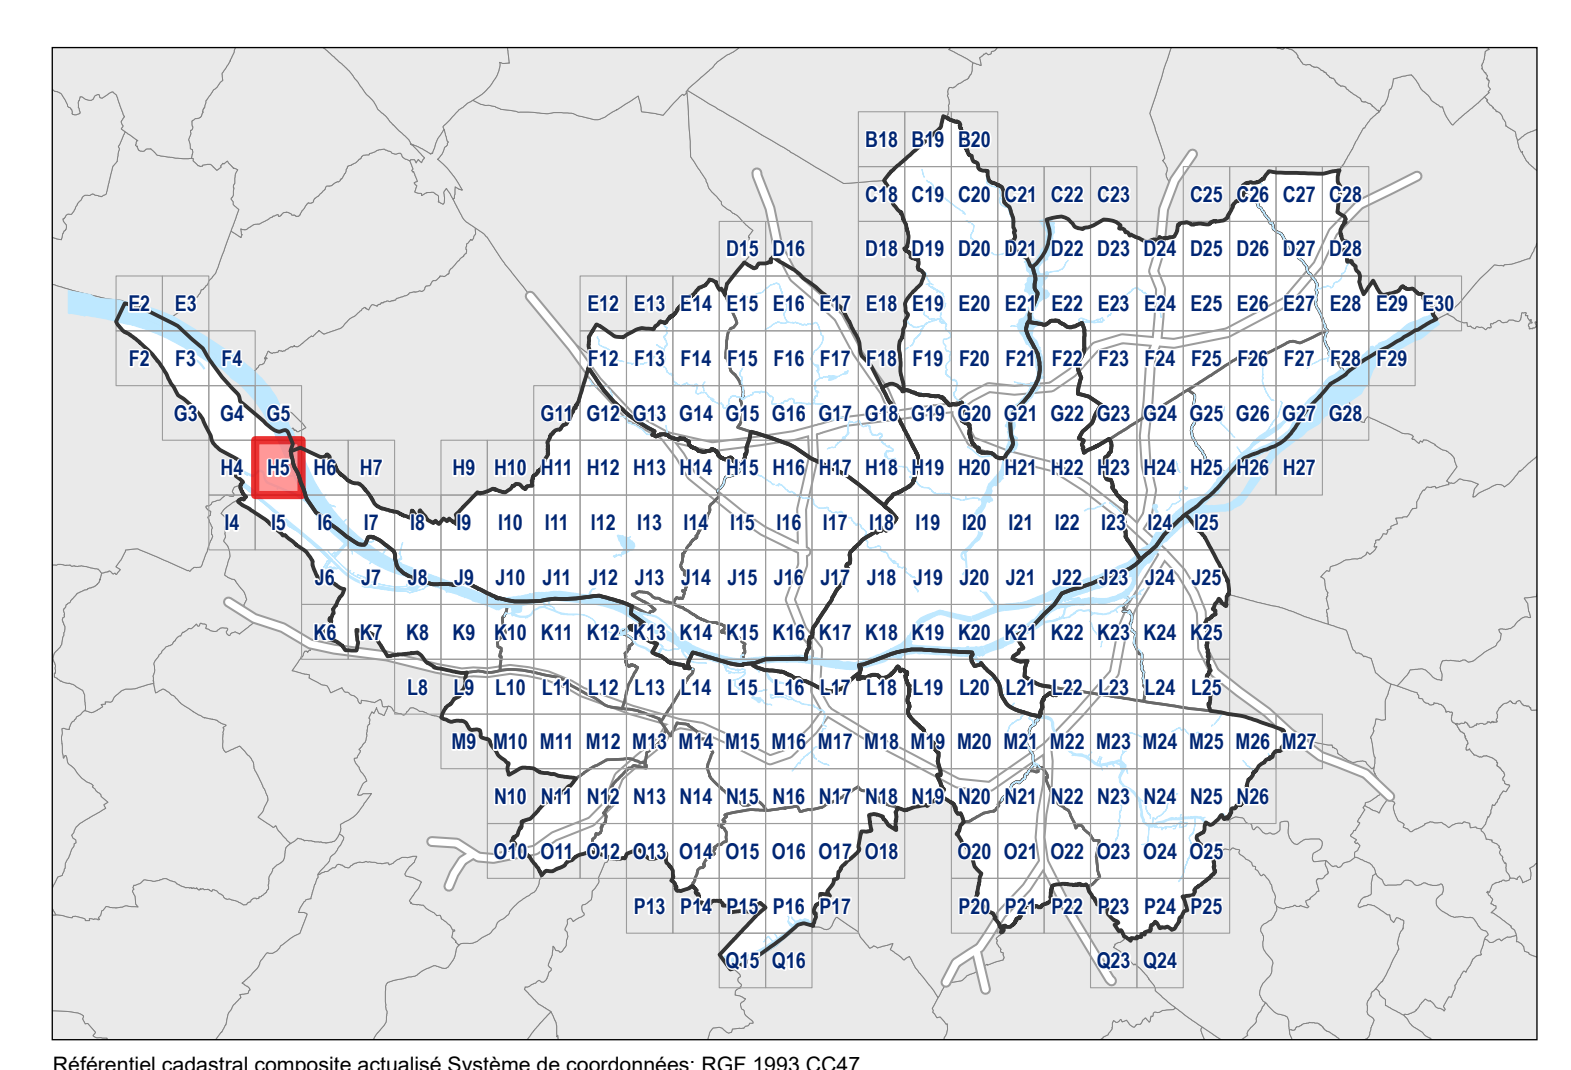 B18 B19 B20
C18 C19 C20 C21 C22 C23 C25 C26 C27 C28
D15 D16 D18 D19 D20 D21 D22 D23 D24 D25 D26 D27 D28
E2 E3 E12 E13 E14 E15 E16 E17 E18 E19 E20 E21 E22 E23 E24 E25 E26 E27 E28 E29 E30
F2 F3 F4 F12 F13 F14 F15 F16 F17 F18 F19 F20 F21 F22 F23 F24 F25 F26 F27 F28 F29
G3 G4 G5 G11 G12 G13 G14 G15 G16 G17 G18 G19 G20 G21 G22 G23 G24 G25 G26 G27 G28
H4 H5 H6 H7 H9 H10 H11 H12 H13 H14 H15 H16 H17 H18 H19 H20 H21 H22 H23 H24 H25 H26 H27
I4 I5 I6 I7 I8 I9 I10 I11 I12 I13 I14 I15 I16 I17 I18 I19 I20 I21 I22 I23 I24 I25
J6 J7 J8 J9 J10 J11 J12 J13 J14 J15 J16 J17 J18 J19 J20 J21 J22 J23 J24 J25
K6 K7 K8 K9 K10 K11 K12 K13 K14 K15 K16 K17 K18 K19 K20 K21 K22 K23 K24 K25
L8 L9 L10 L11 L12 L13 L14 L15 L16 L17 L18 L19 L20 L21 L22 L23 L24 L25
M9 M10 M11 M12 M13 M14 M15 M16 M17 M18 M19 M20 M21 M22 M23 M24 M25 M26 M27
N10 N11 N12 N13 N14 N15 N16 N17 N18 N19 N20 N21 N22 N23 N24 N25 N26
O10 O11 O12 O13 O14 O15 O16 O17 O18 O20 O21 O22 O23 O24 O25
P13 P14 P15 P16 P17 P20 P21 P22 P23 P24 P25
Q15 Q16 Q23 Q24
Référentiel cadastral composite actualisé Système de coordonnées: RGF 1993 CC47